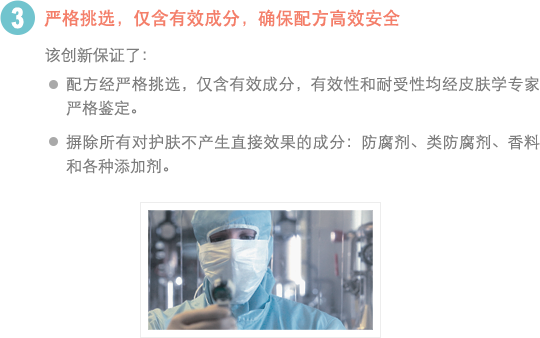 3 严格挑选，仅含有效成分，确保配方高效安全
该创新保证了：
● 配方经严格挑选，仅含有效成分，有效性和耐受性均经皮肤学专家
严格鉴定。
● 摒除所有对护肤不产生直接效果的成分：防腐剂、类防腐剂、香料
和各种添加剂。